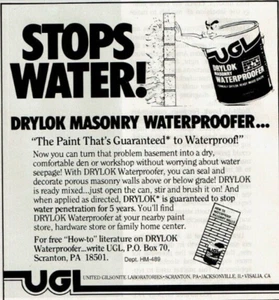 STOPS
WATER!
UGL
DRYLOK
MASONRY
WATERPROOFER
DRYLOK MASONRY WATERPROOFER...
"The Paint That's Guaranteed* to Waterproof!"
Now you can turn that problem basement into a dry,
comfortable den or workshop without worrying about water
seepage! With DRYLOK Waterproofer, you can seal and
decorate porous masonry walls above or below grade! DRYLOK
is ready mixed...just open the can, stir and brush it on! And
when applied as directed, DRYLOK* is guaranteed to stop
water penetration for 5 years. You'll find
DRYLOK Waterproofer at your nearby paint
store, hardware store or family home center.
For free "How-to" literature on DRYLOK
Waterproofer...write UGL, P.O. Box 70,
Scranton, PA 18501. Dept. HM-489
UGL
UNITED GILSONITE LABORATORIES•SCRANTON, PA•JACKSONVILLE, IL•VISALIA, CA